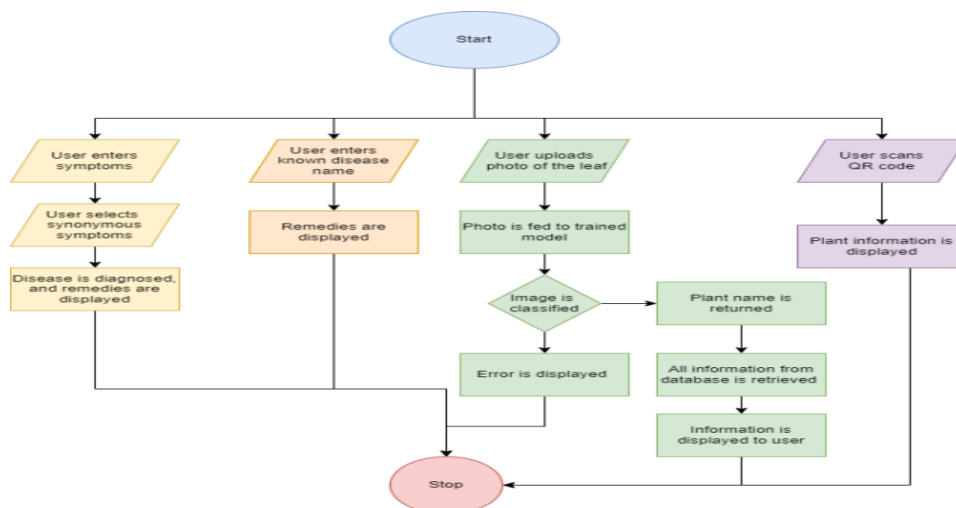 Start
User enters
symptoms
User enters
known disease
name
User uploads
photo of the leaf
User scans
QR code
User selects
synonymous
symptoms
Remedies are
displayed
Photo is fed to trained
model
Plant information is
displayed
Disease is diagnosed,
and remedies are
displayed
Image is
classified
Plant name is
returned
Error is displayed
All information from
database is retrieved
Information is
displayed to user
Stop